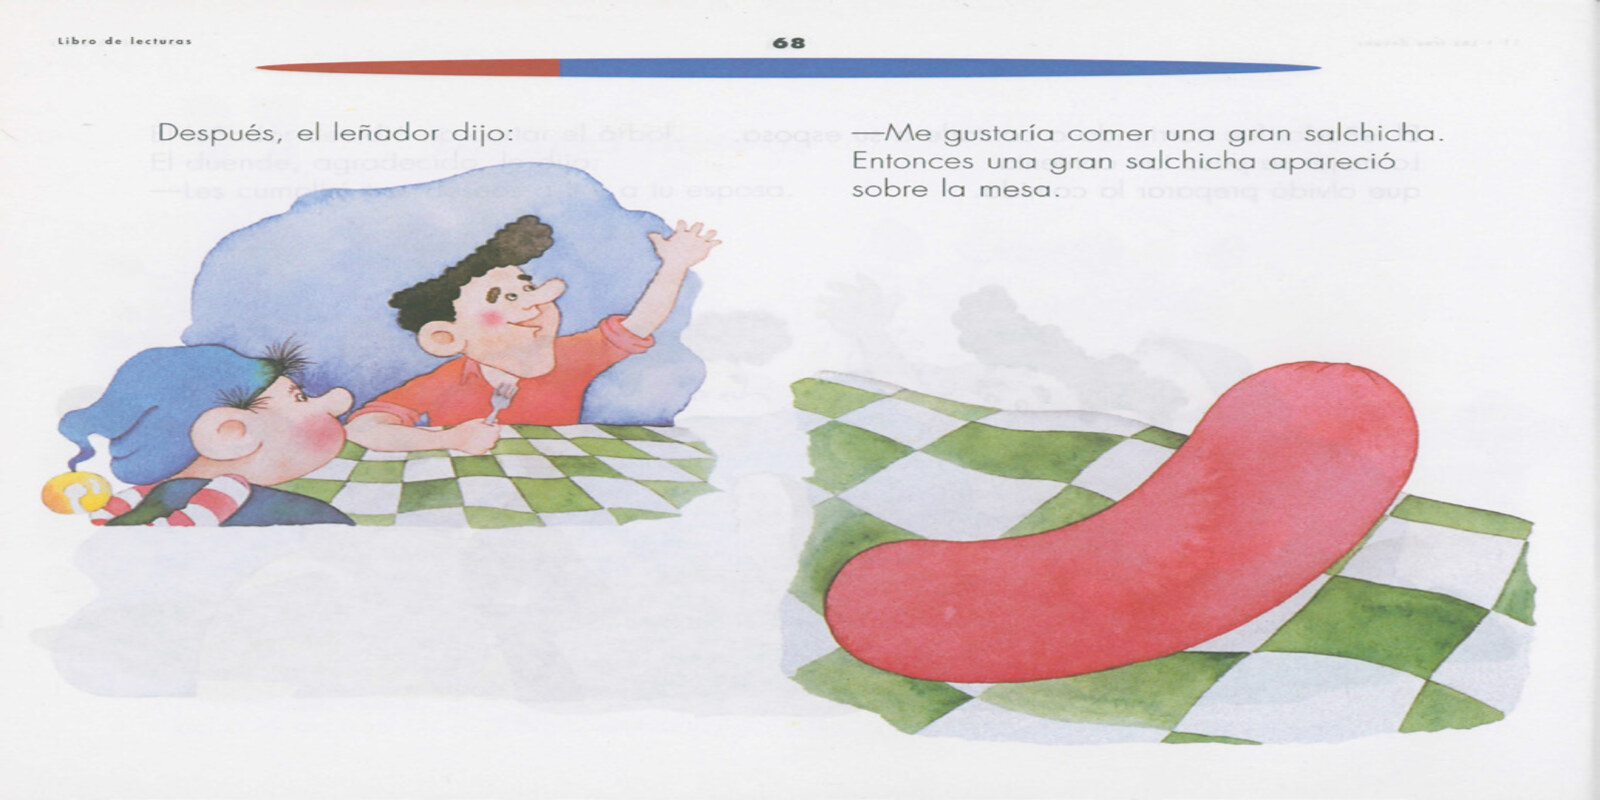 Libro de lecturas
68
Después, el leñador dijo:
—Me gustaría comer una gran salchicha.
Entonces una gran salchicha apareció
sobre la mesa.